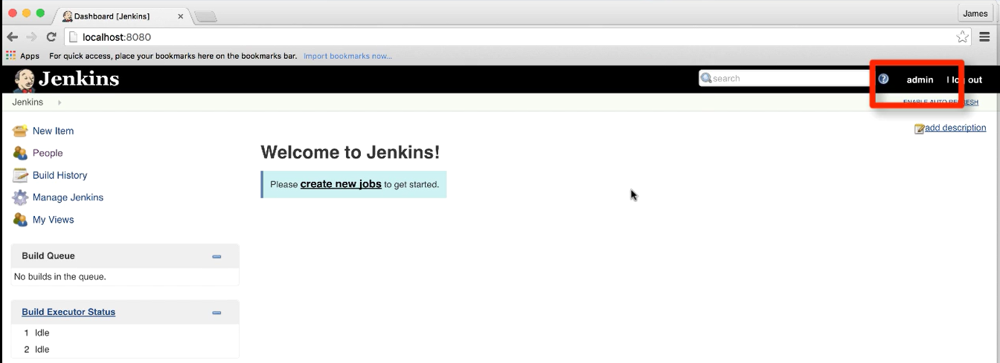 Dashboard [Jenkins]
James
localhost:8080
Apps For quick access, place your bookmarks here on the bookmarks bar. Import bookmarks now...
Jenkins
search
admin
| log out
Jenkins
ENABLE AUTO REFRESH
add description
New Item
People
Build History
Manage Jenkins
My Views
Welcome to Jenkins!
Please create new jobs to get started.
Build Queue
No builds in the queue.
Build Executor Status
1 Idle
2 Idle